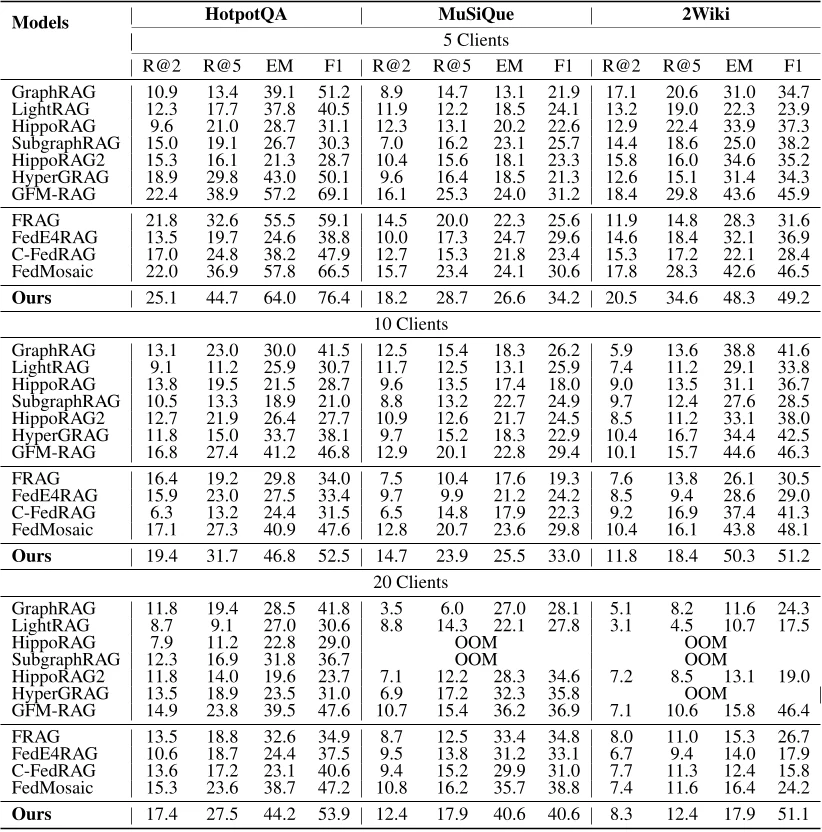 Models HotpotQA MuSiQue 2Wiki
5 Clients
R@2 R@5 EM F1 R@2 R@5 EM F1 R@2 R@5 EM F1
GraphRAG 10.9 13.4 39.1 51.2 8.9 14.7 13.1 21.9 17.1 20.6 31.0 34.7
LightRAG 12.3 17.7 37.8 40.5 11.9 12.2 18.5 24.1 13.2 19.0 22.3 23.9
HippoRAG 9.6 21.0 28.7 31.1 12.3 13.1 20.2 22.6 12.9 22.4 33.9 37.3
SubgraphRAG 15.0 19.1 26.7 30.3 7.0 16.2 23.1 25.7 14.4 18.6 25.0 38.2
HippoRAG2 15.3 16.1 21.3 28.7 10.4 15.6 18.1 23.3 15.8 16.0 34.6 35.2
HyperGRAG 18.9 29.8 43.0 50.1 9.6 16.4 18.5 21.3 12.6 15.1 31.4 34.3
GFM-RAG 22.4 38.9 57.2 69.1 16.1 25.3 24.0 31.2 18.4 29.8 43.6 45.9
FRAG 21.8 32.6 55.5 59.1 14.5 20.0 22.3 25.6 11.9 14.8 28.3 31.6
FedE4RAG 13.5 19.7 24.6 38.8 10.0 17.3 24.7 29.6 14.6 18.4 32.1 36.9
C-FedRAG 17.0 24.8 38.2 47.9 12.7 15.3 21.8 23.4 15.3 17.2 22.1 28.4
FedMosaic 22.0 36.9 57.8 66.5 15.7 23.4 24.1 30.6 17.8 28.3 42.6 46.5
Ours 25.1 44.7 64.0 76.4 18.2 28.7 26.6 34.2 20.5 34.6 48.3 49.2
10 Clients
GraphRAG 13.1 23.0 30.0 41.5 12.5 15.4 18.3 26.2 5.9 13.6 38.8 41.6
LightRAG 9.1 11.2 25.9 30.7 11.7 12.5 13.1 25.9 7.4 11.2 29.1 33.8
HippoRAG 13.8 19.5 21.5 28.7 9.6 13.5 17.4 18.0 9.0 13.5 31.1 36.7
SubgraphRAG 10.5 13.3 18.9 21.0 8.8 13.2 22.7 24.9 9.7 12.4 27.6 28.5
HippoRAG2 12.7 21.9 26.4 27.7 10.9 12.6 21.7 24.5 8.5 11.2 33.1 38.0
HyperGRAG 11.8 15.0 33.7 38.1 9.7 15.2 18.3 22.9 10.4 16.7 34.4 42.5
GFM-RAG 16.8 27.4 41.2 46.8 12.9 20.1 22.8 29.4 10.1 15.7 44.6 46.3
FRAG 16.4 19.2 29.8 34.0 7.5 10.4 17.6 19.3 7.6 13.8 26.1 30.5
FedE4RAG 15.9 23.0 27.5 33.4 9.7 9.9 21.2 24.2 8.5 9.4 28.6 29.0
C-FedRAG 6.3 13.2 24.4 31.5 6.5 14.8 17.9 22.3 9.2 16.9 37.4 41.3
FedMosaic 17.1 27.3 40.9 47.6 12.8 20.7 23.6 29.8 10.4 16.1 43.8 48.1
Ours 19.4 31.7 46.8 52.5 14.7 23.9 25.5 33.0 11.8 18.4 50.3 51.2
20 Clients
GraphRAG 11.8 19.4 28.5 41.8 3.5 6.0 27.0 28.1 5.1 8.2 11.6 24.3
LightRAG 8.7 9.1 27.0 30.6 8.8 14.3 22.1 27.8 3.1 4.5 10.7 17.5
HippoRAG 7.9 11.2 22.8 29.0 OOM OOM
SubgraphRAG 12.3 16.9 31.8 36.7 OOM OOM
HippoRAG2 11.8 14.0 19.6 23.7 7.1 12.2 28.3 34.6 7.2 8.5 13.1 19.0
HyperGRAG 13.5 18.9 23.5 31.0 6.9 17.2 32.3 35.8 OOM
GFM-RAG 14.9 23.8 39.5 47.6 10.7 15.4 36.2 36.9 7.1 10.6 15.8 46.4
FRAG 13.5 18.8 32.6 34.9 8.7 12.5 33.4 34.8 8.0 11.0 15.3 26.7
FedE4RAG 10.6 18.7 24.4 37.5 9.5 13.8 31.2 33.1 6.7 9.4 14.0 17.9
C-FedRAG 13.6 17.2 23.1 40.6 9.4 15.2 29.9 31.0 7.7 11.3 12.4 15.8
FedMosaic 15.3 23.6 38.7 47.2 10.8 16.2 35.7 38.8 7.4 11.6 16.4 24.2
Ours 17.4 27.5 44.2 53.9 12.4 17.9 40.6 40.6 8.3 12.4 17.9 51.1